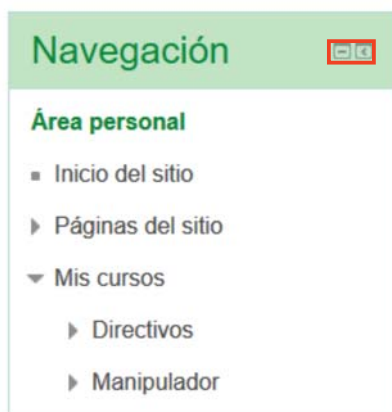 Navegación
Área personal
Inicio del sitio
Páginas del sitio
Mis cursos
Directivos
Manipulador